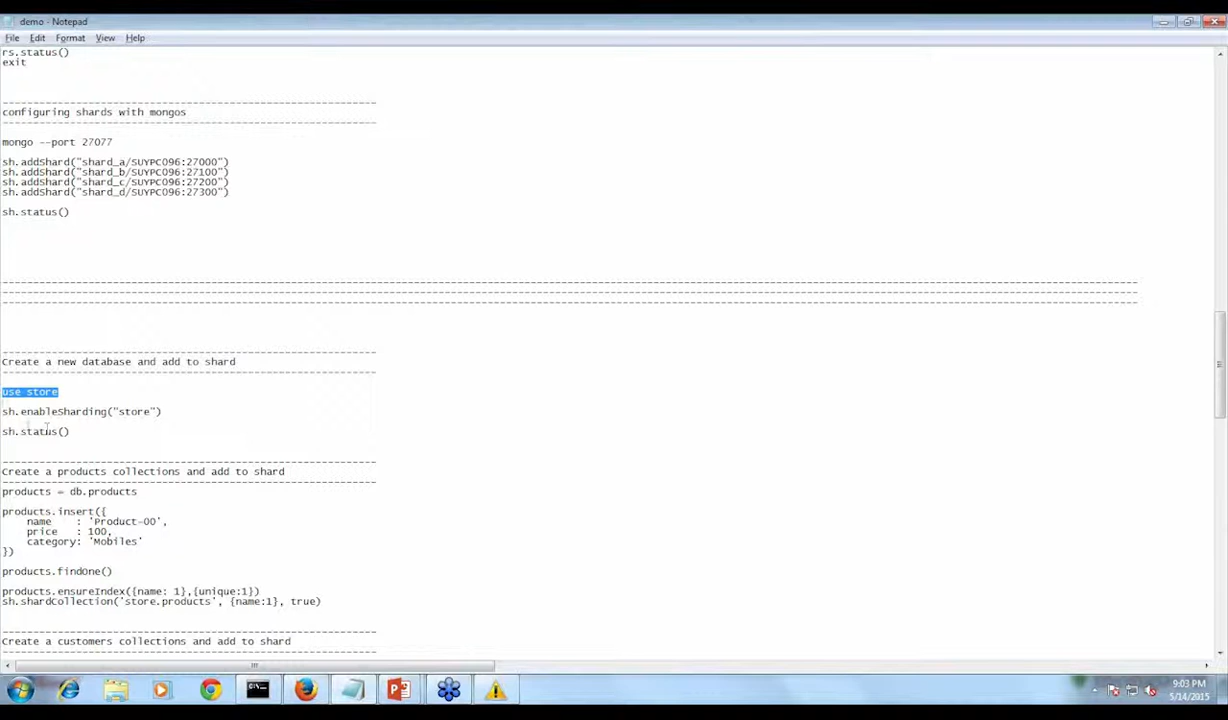 demo - Notepad
File Edit Format View Help
rs.status()
exit
configuring shards with mongos
mongo --port 27077
sh.addShard("shard_a/SUYPC096:27000")
sh.addShard("shard_b/SUYPC096:27100")
sh.addShard("shard_c/SUYPC096:27200")
sh.addShard("shard_d/SUYPC096:27300")
sh.status()
Create a new database and add to shard
use store
sh.enableSharding("store")
sh.status()
Create a products collections and add to shard
products = db.products
products.insert({
name : 'Product-00',
price : 100,
category: 'Mobiles'
})
products.findOne()
products.ensureIndex({name: 1},{unique:1})
sh.shardCollection('store.products', {name:1}, true)
Create a customers collections and add to shard
9:03 PM
5/14/2015